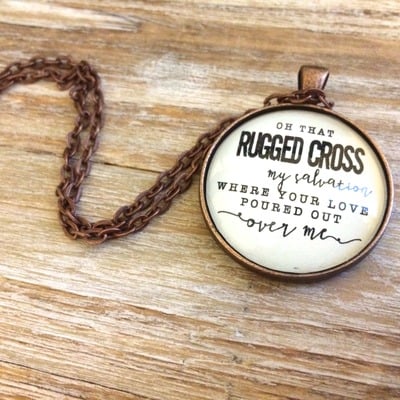 OH THAT
RUGGED CROSS
my salvation
WHERE YOUR LOVE
POURED OUT
over me